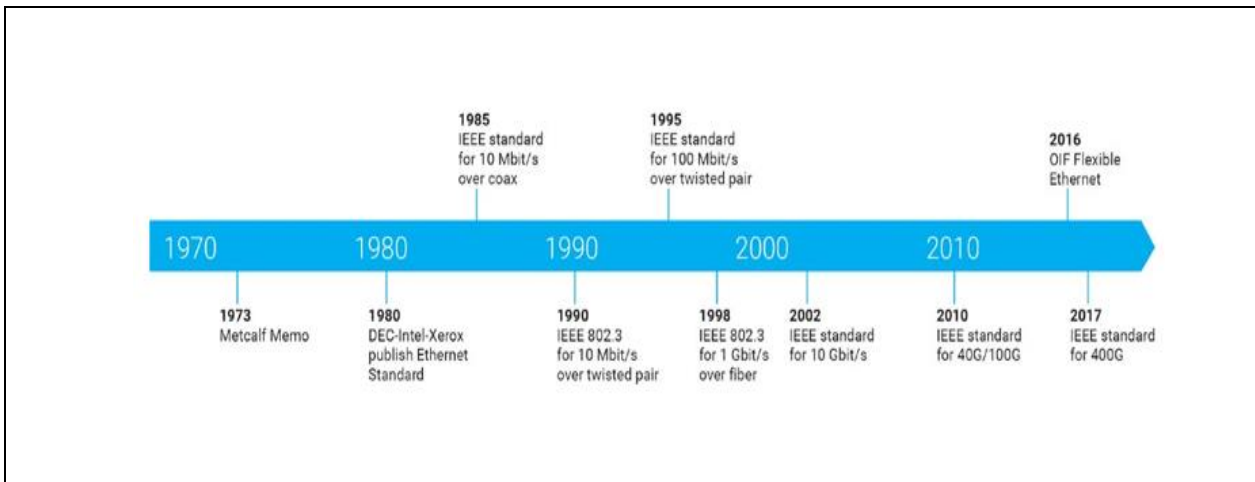 1985
IEEE standard
for 10 Mbit/s
over coax
1995
IEEE standard
for 100 Mbit/s
over twisted pair
2016
OIF Flexible
Ethernet
1970
1980
1990
2000
2010
1973
Metcalf Memo
1980
DEC-Intel-Xerox
publish Ethernet
Standard
1990
IEEE 802.3
for 10 Mbit/s
over twisted pair
1998
IEEE 802.3
for 1 Gbit/s
over fiber
2002
IEEE standard
for 10 Gbit/s
2010
IEEE standard
for 40G/100G
2017
IEEE standard
for 400G